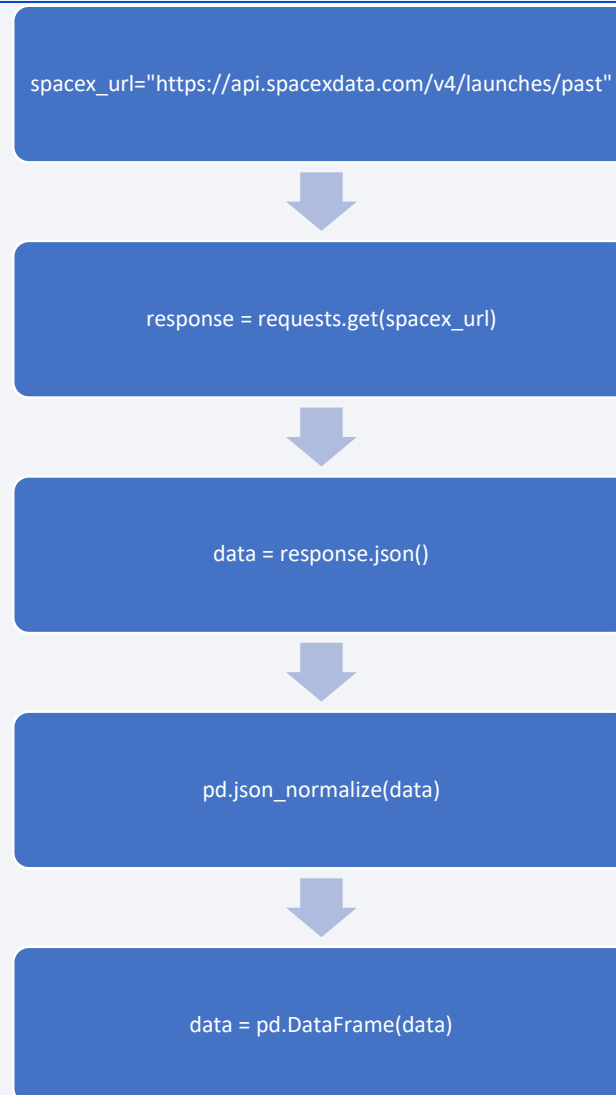 spacex_url="https://api.spacexdata.com/v4/launches/past"
response = requests.get(spacex_url)
data = response.json()
pd.json_normalize(data)
data = pd.DataFrame(data)